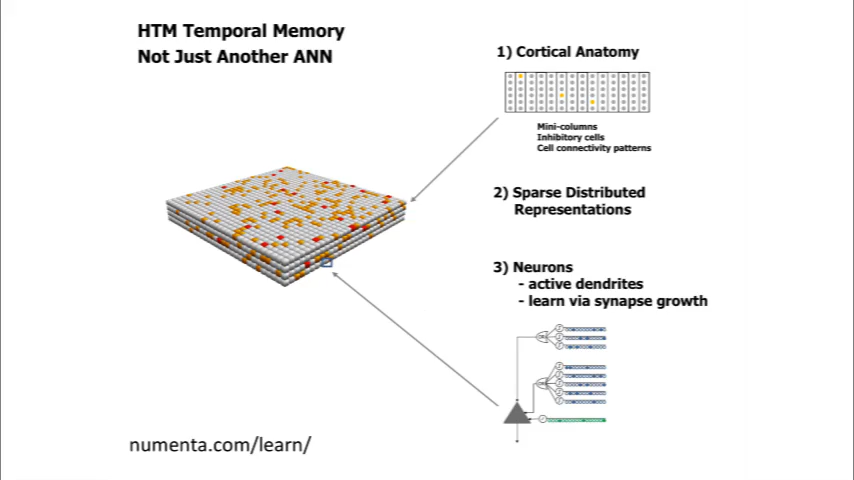 HTM Temporal Memory
Not Just Another ANN
1) Cortical Anatomy
Mini-columns
Inhibitory cells
Cell connectivity patterns
2) Sparse Distributed
Representations
3) Neurons
- active dendrites
- learn via synapse growth
numenta.com/learn/